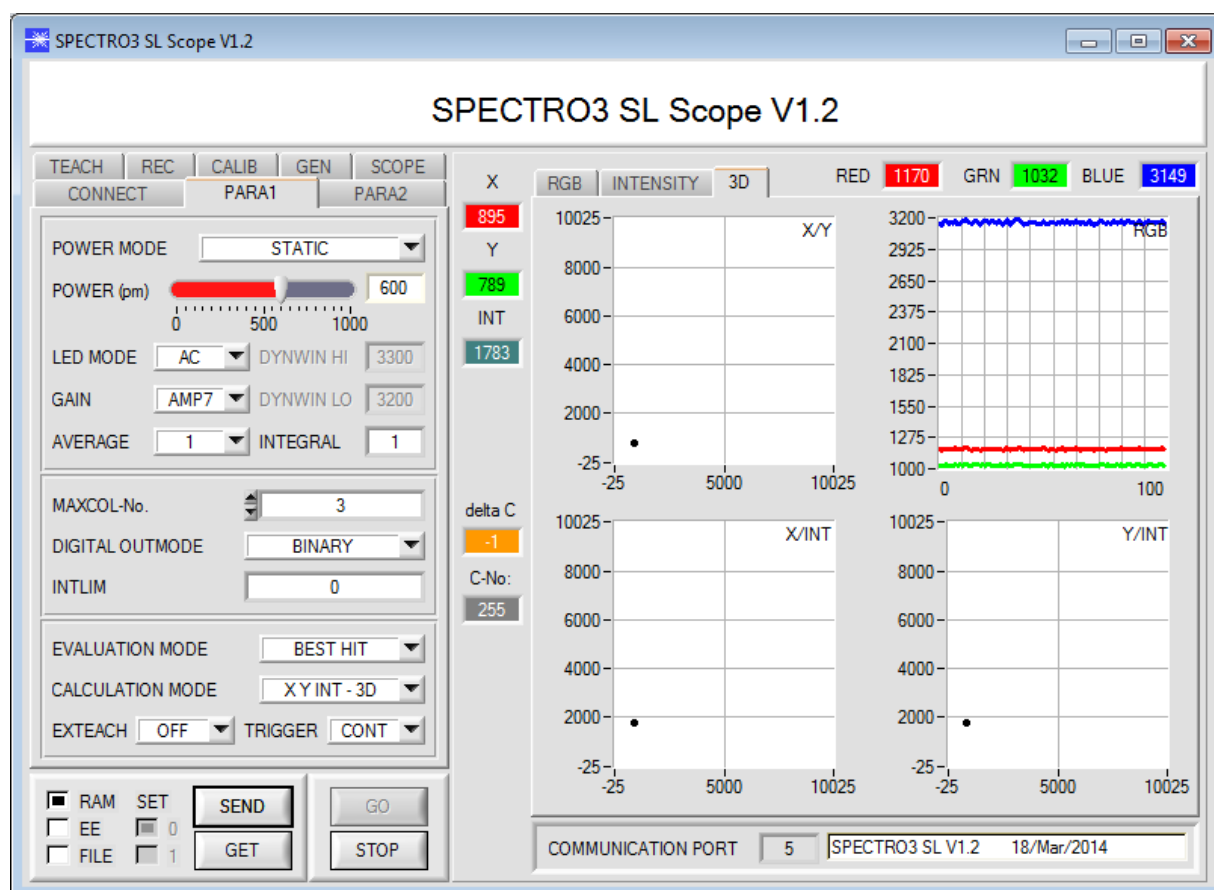 SPECTRO3 SL Scope V1.2
SPECTRO3 SL Scope V1.2
TEACH REC CALIB GEN SCOPE
CONNECT PARA1 PARA2
POWER MODE STATIC
POWER (pm) 600
0 500 1000
LED MODE AC DYNWIN HI 3300
GAIN AMP7 DYNWIN LO 3200
AVERAGE 1 INTEGRAL 1
MAXCOL-No. 3
DIGITAL OUTMODE BINARY
INTLIM 0
EVALUATION MODE BEST HIT
CALCULATION MODE X Y INT - 3D
EXTEACH OFF TRIGGER CONT
RAM SET SEND GO
EE 0
FILE 1 GET STOP
X
895
Y
789
INT
1783
delta C
-1
C-No:
255
RGB INTENSITY 3D RED 1170 GRN 1032 BLUE 3149
X/Y
10025
8000
6000
4000
2000
-25
-25 5000 10025
RGB
3200
2925
2650
2375
2100
1825
1550
1275
1000
0 100
X/INT
10025
8000
6000
4000
2000
-25
-25 5000 10025
Y/INT
10025
8000
6000
4000
2000
-25
-25 5000 10025
COMMUNICATION PORT 5 SPECTRO3 SL V1.2 18/Mar/2014